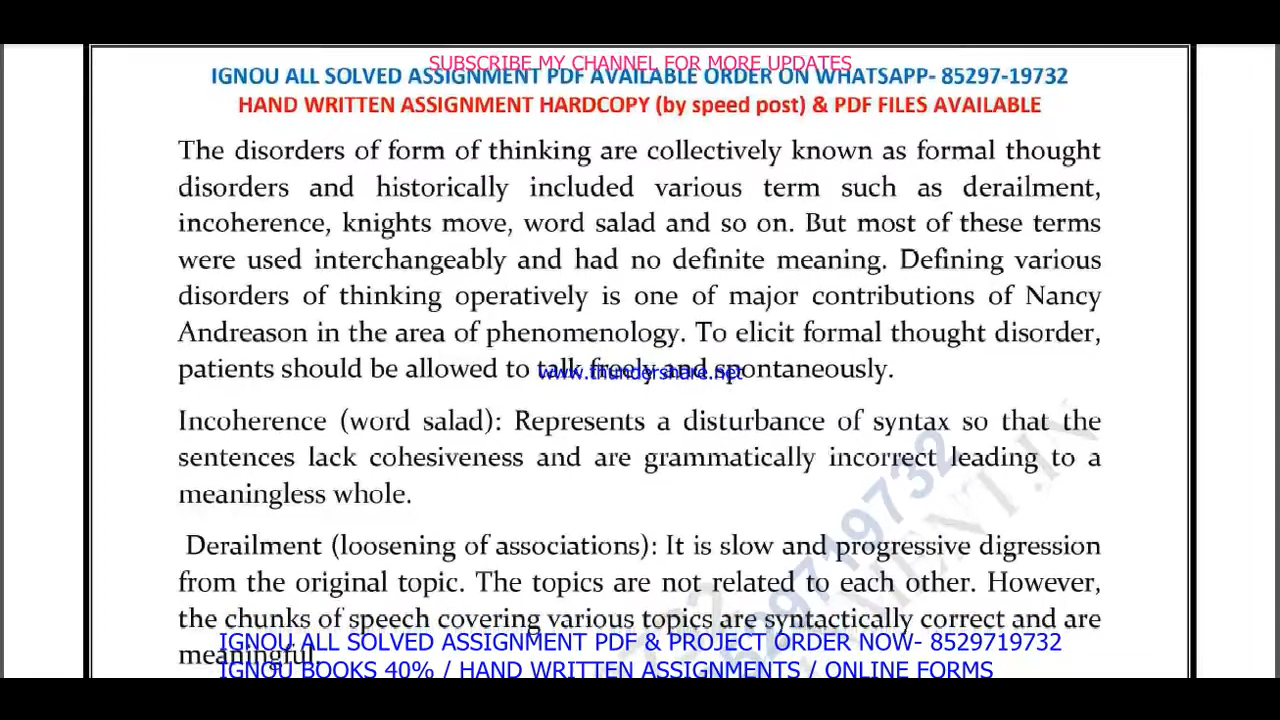 SUBSCRIBE MY CHANNEL FOR MORE UPDATES
IGNOU ALL SOLVED ASSIGNMENT PDF AVAILABLE ORDER ON WHATSAPP- 85297-19732
HAND WRITTEN ASSIGNMENT HARDCOPY (by speed post) & PDF FILES AVAILABLE
The disorders of form of thinking are collectively known as formal thought
disorders and historically included various term such as derailment,
incoherence, knights move, word salad and so on. But most of these terms
were used interchangeably and had no definite meaning. Defining various
disorders of thinking operatively is one of major contributions of Nancy
Andreason in the area of phenomenology. To elicit formal thought disorder,
patients should be allowed to talk freely and spontaneously.
www.thundershare.net
Incoherence (word salad): Represents a disturbance of syntax so that the
sentences lack cohesiveness and are grammatically incorrect leading to a
meaningless whole.
Derailment (loosening of associations): It is slow and progressive digression
from the original topic. The topics are not related to each other. However,
the chunks of speech covering various topics are syntactically correct and are
meaningful.
IGNOU ALL SOLVED ASSIGNMENT PDF & PROJECT ORDER NOW- 8529719732
IGNOU BOOKS 40% / HAND WRITTEN ASSIGNMENTS / ONLINE FORMS